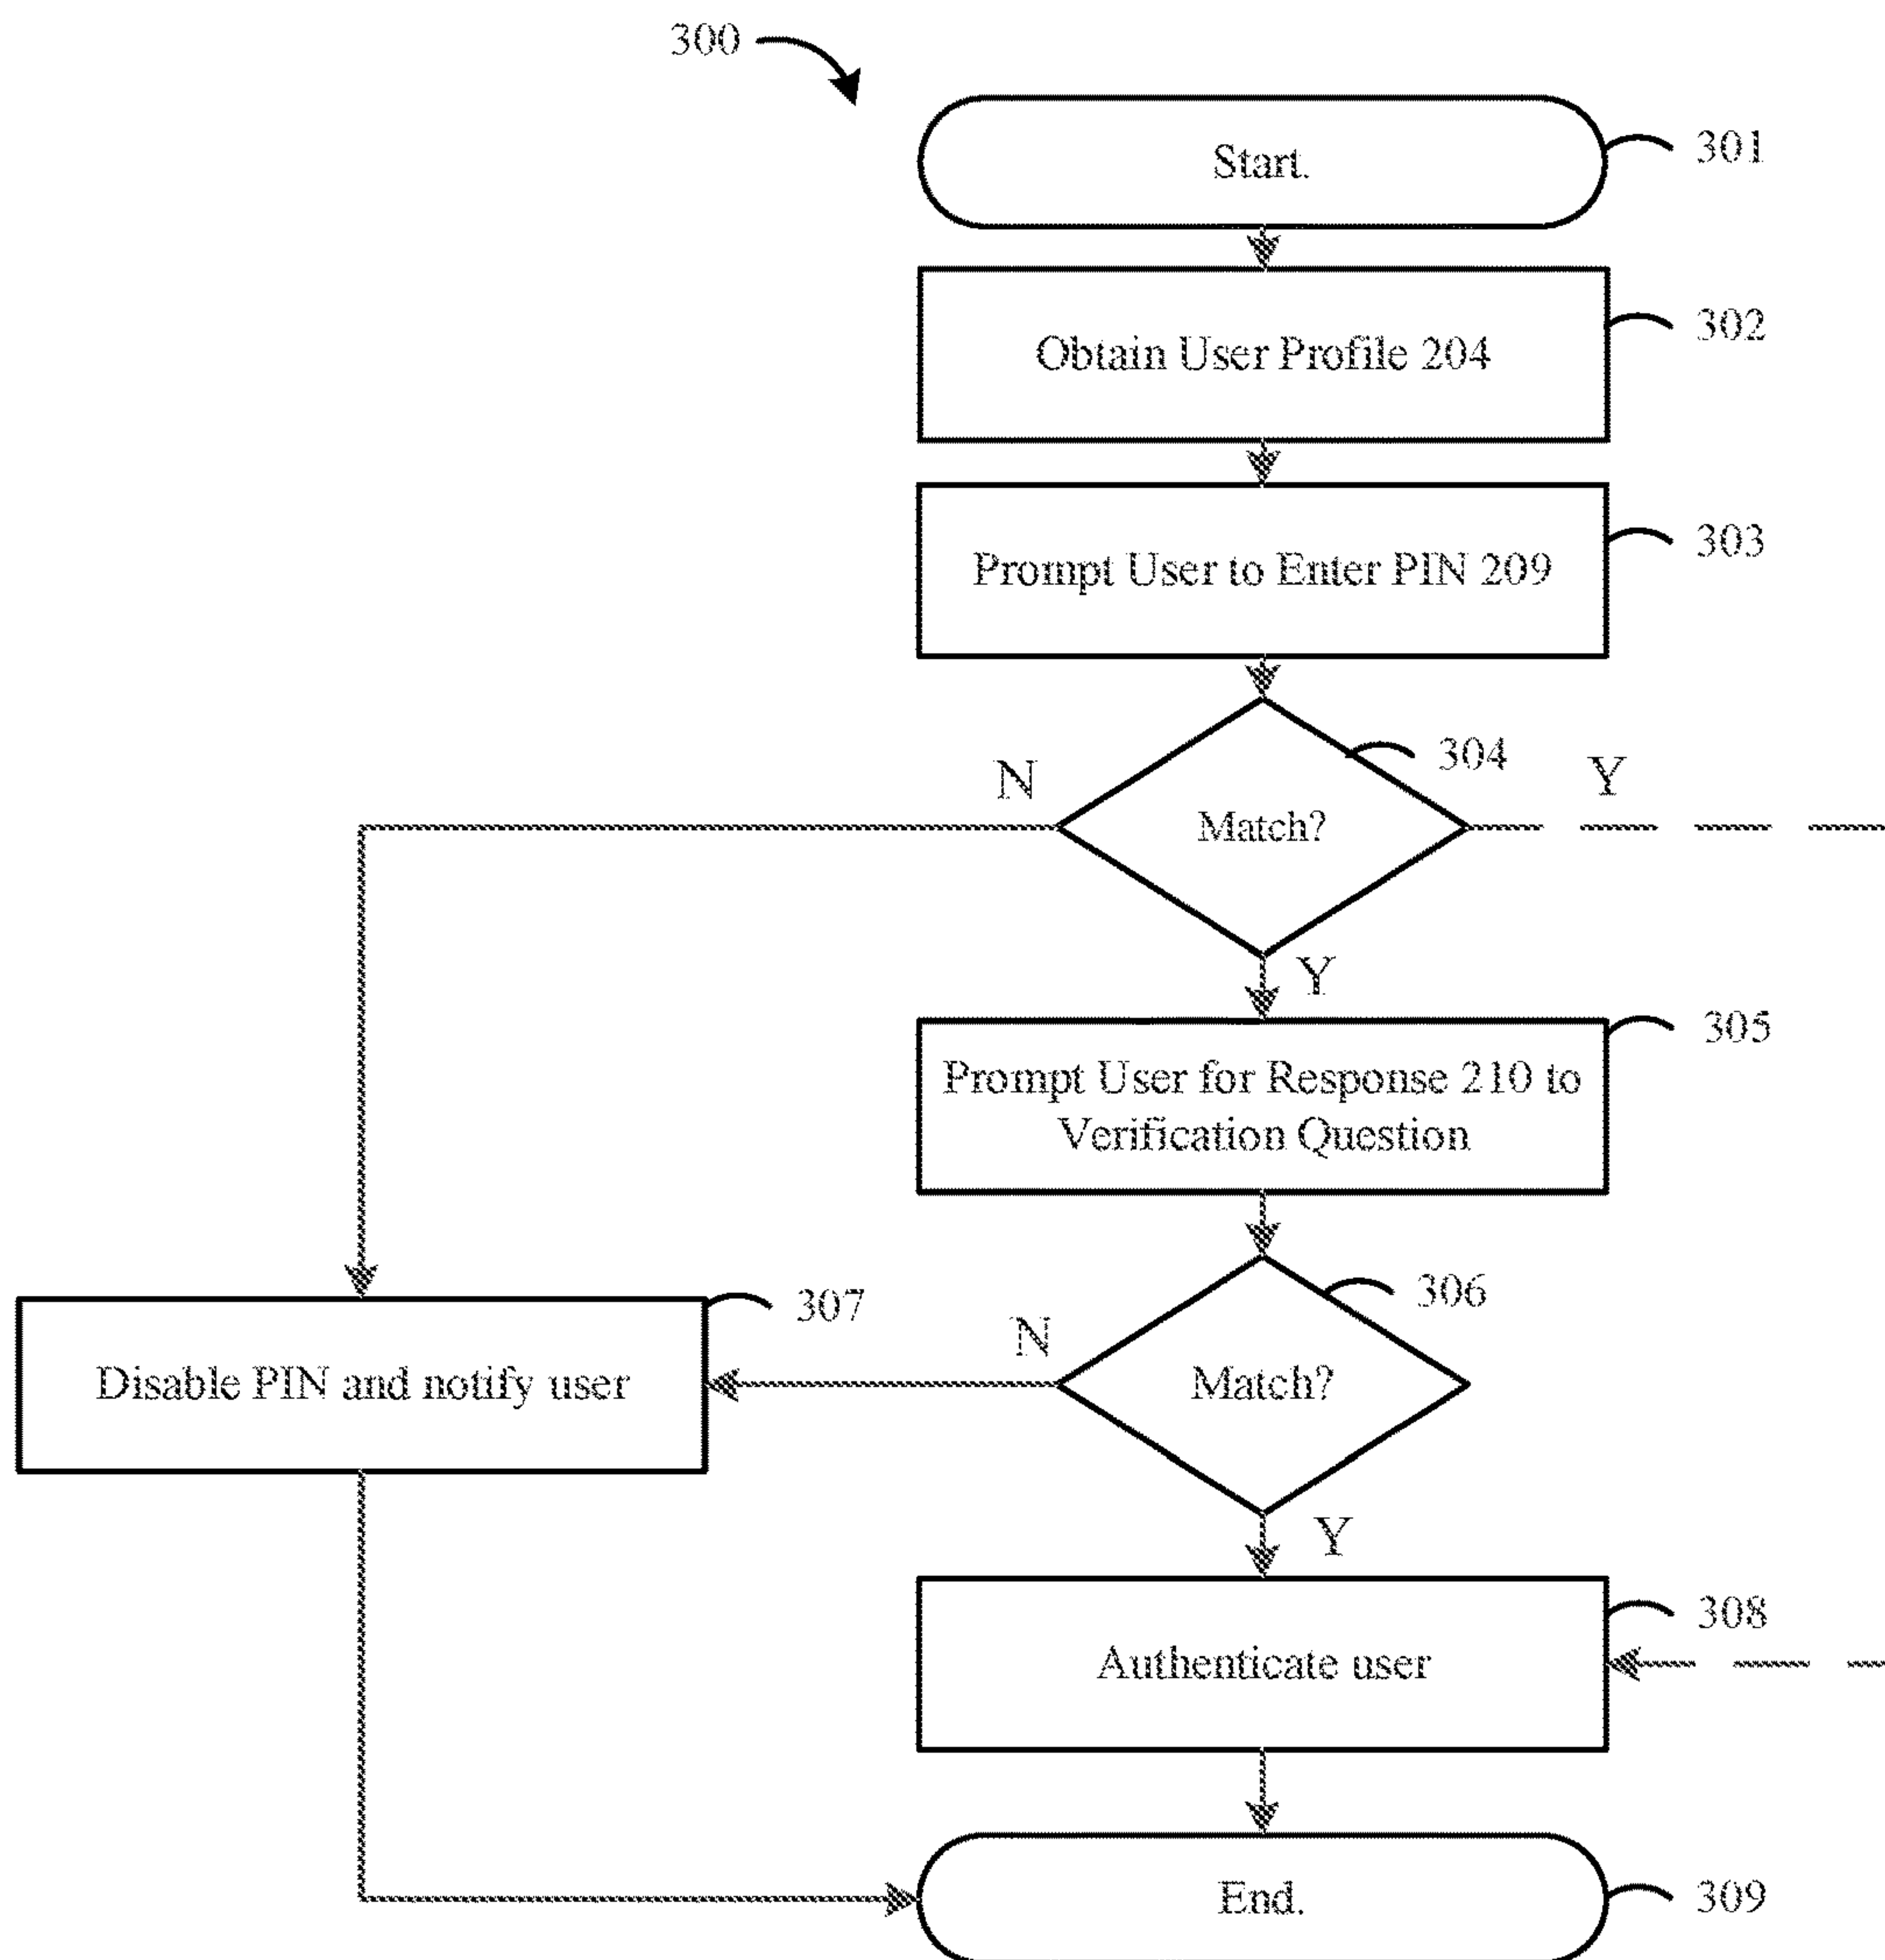 300
Start.
301
Obtain User Profile 204
302
Prompt User to Enter PIN 209
303
304
N
Match?
Y
Y
Prompt User for Response 210 to
Verification Question
305
306
307
N
Disable PIN and notify user
Match?
Y
Authenticate user
308
End.
309